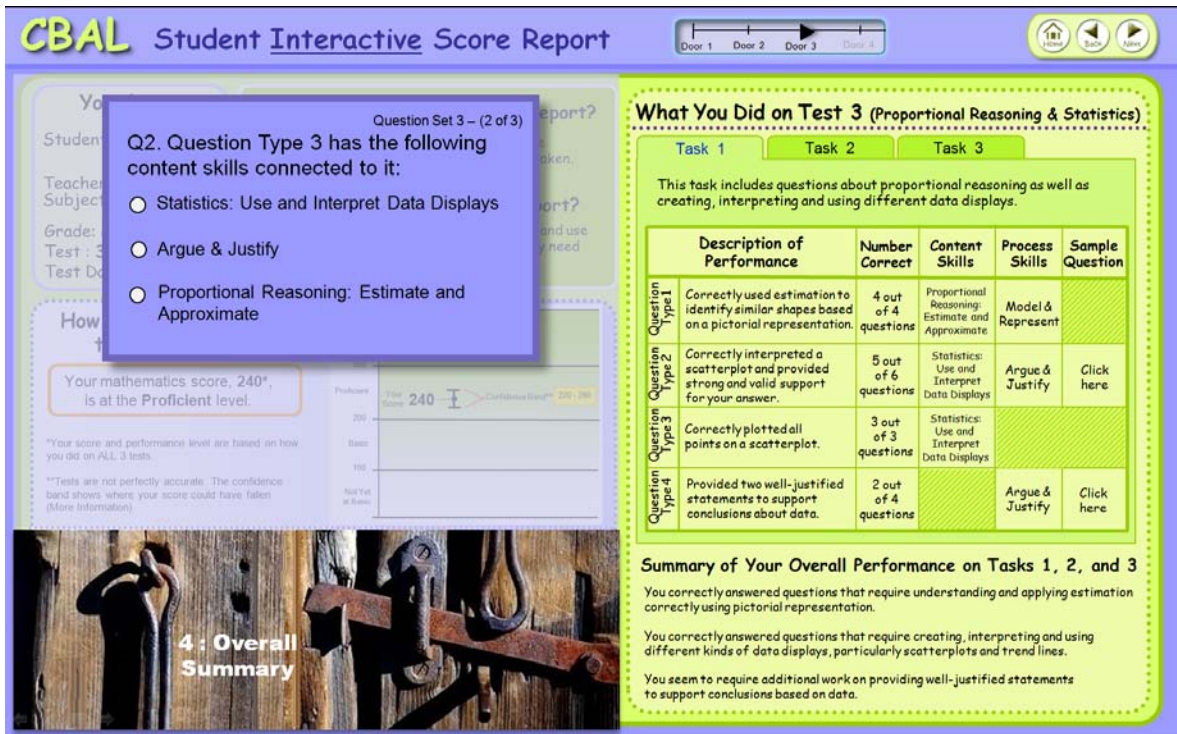 CBAL Student Interactive Score Report
Door 1 Door 2 Door 3 Door 4
Home Back Next
Question Set 3 – (2 of 3)
Q2. Question Type 3 has the following
content skills connected to it:
Statistics: Use and Interpret Data Displays
Argue & Justify
Proportional Reasoning: Estimate and
Approximate
Your mathematics score, 240*,
is at the Proficient level.
*Your score and performance level are based on how
you did on ALL 3 tests.
**Tests are not perfectly accurate. The confidence
band shows where your score could have fallen
(More Information)
Proficient
Your
Score 240 Confidence Band** 220 - 260
200
Basic
100
Not Yet
at Basic
4 : Overall
Summary
What You Did on Test 3 (Proportional Reasoning & Statistics)
Task 1 Task 2 Task 3
This task includes questions about proportional reasoning as well as
creating, interpreting and using different data displays.
Description of
Performance
Number
Correct
Content
Skills
Process
Skills
Sample
Question
Question
Type 1
Correctly used estimation to
identify similar shapes based
on a pictorial representation.
4 out
of 4
questions
Proportional
Reasoning:
Estimate and
Approximate
Model &
Represent
Question
Type 2
Correctly interpreted a
scatterplot and provided
strong and valid support
for your answer.
5 out
of 6
questions
Statistics:
Use and
Interpret
Data Displays
Argue &
Justify
Click
here
Question
Type 3
Correctly plotted all
points on a scatterplot.
3 out
of 3
questions
Statistics:
Use and
Interpret
Data Displays
Question
Type 4
Provided two well-justified
statements to support
conclusions about data.
2 out
of 4
questions
Argue &
Justify
Click
here
Summary of Your Overall Performance on Tasks 1, 2, and 3
You correctly answered questions that require understanding and applying estimation
correctly using pictorial representation.
You correctly answered questions that require creating, interpreting and using
different kinds of data displays, particularly scatterplots and trend lines.
You seem to require additional work on providing well-justified statements
to support conclusions based on data.